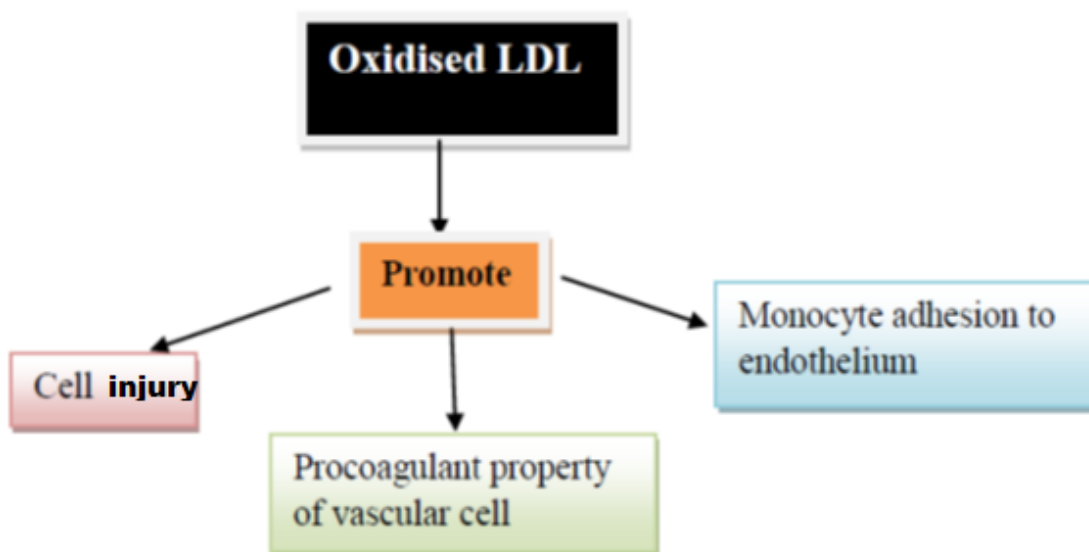 Oxidised LDL
Promote
Cell injury
Procoagulant property
of vascular cell
Monocyte adhesion to
endothelium